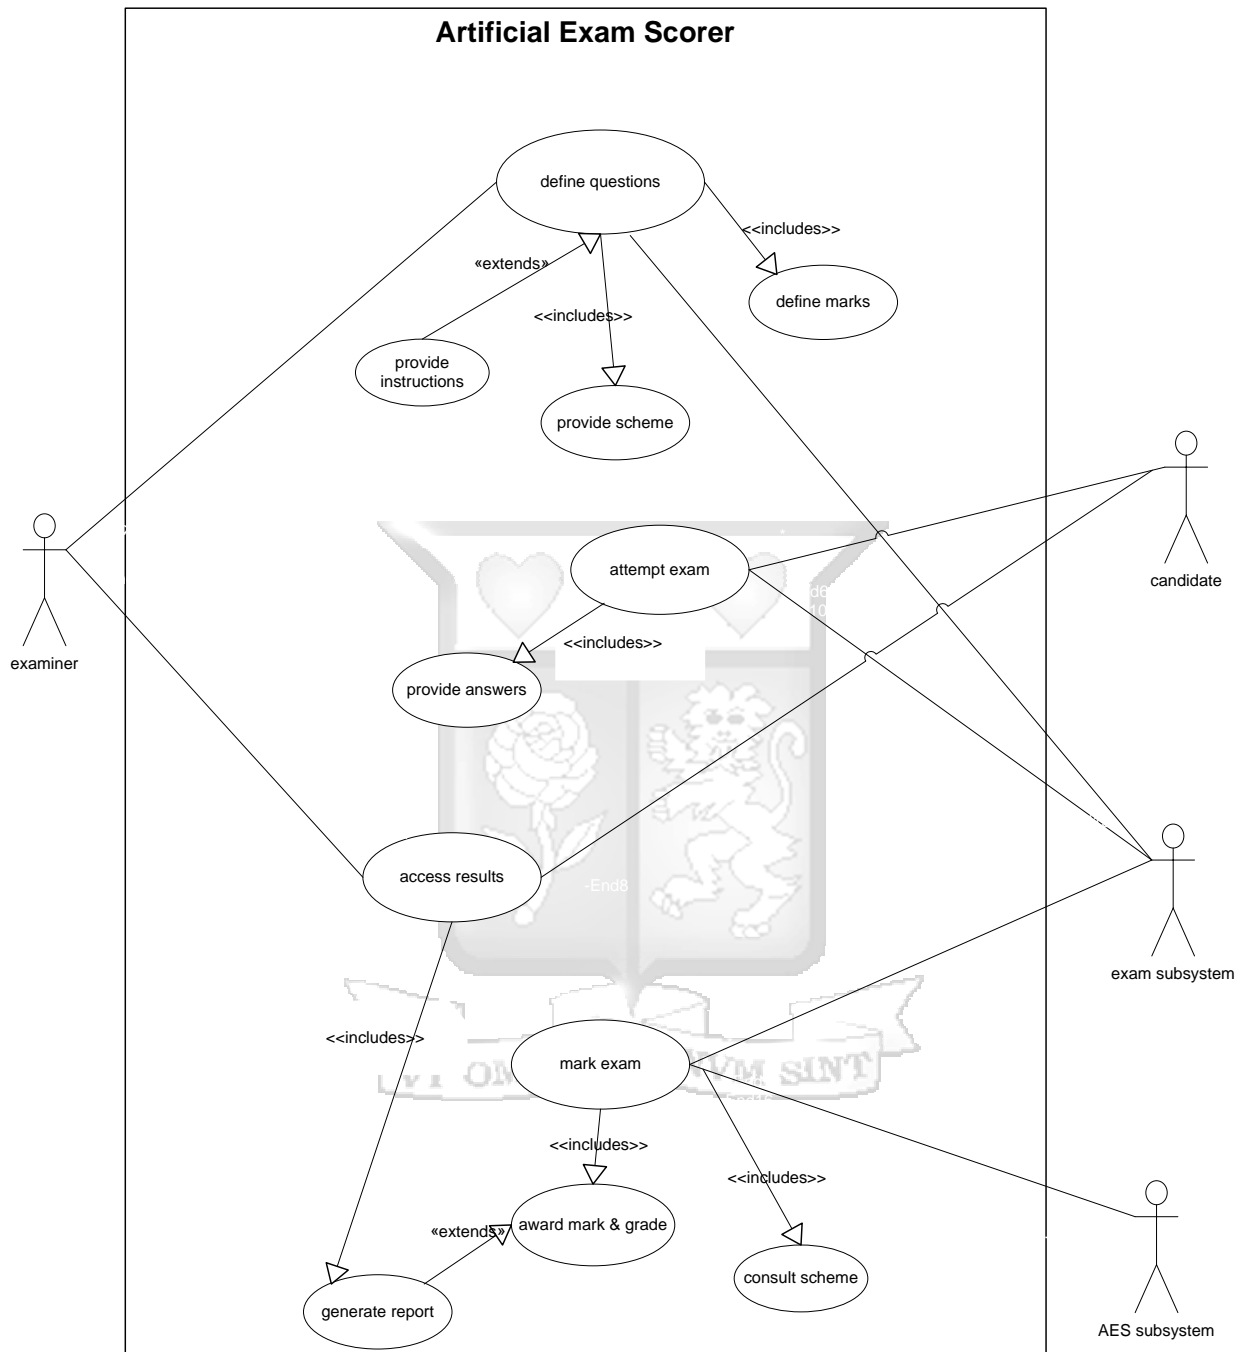 Artificial Exam Scorer
define questions
<<includes>>
«extends»
define marks
<<includes>>
provide
instructions
provide scheme
attempt exam
candidate
<<includes>>
examiner
provide answers
access results
-End8
exam subsystem
<<includes>>
mark exam
SINT
<<includes>>
<<includes>>
award mark & grade
«extends»
consult scheme
generate report
AES subsystem